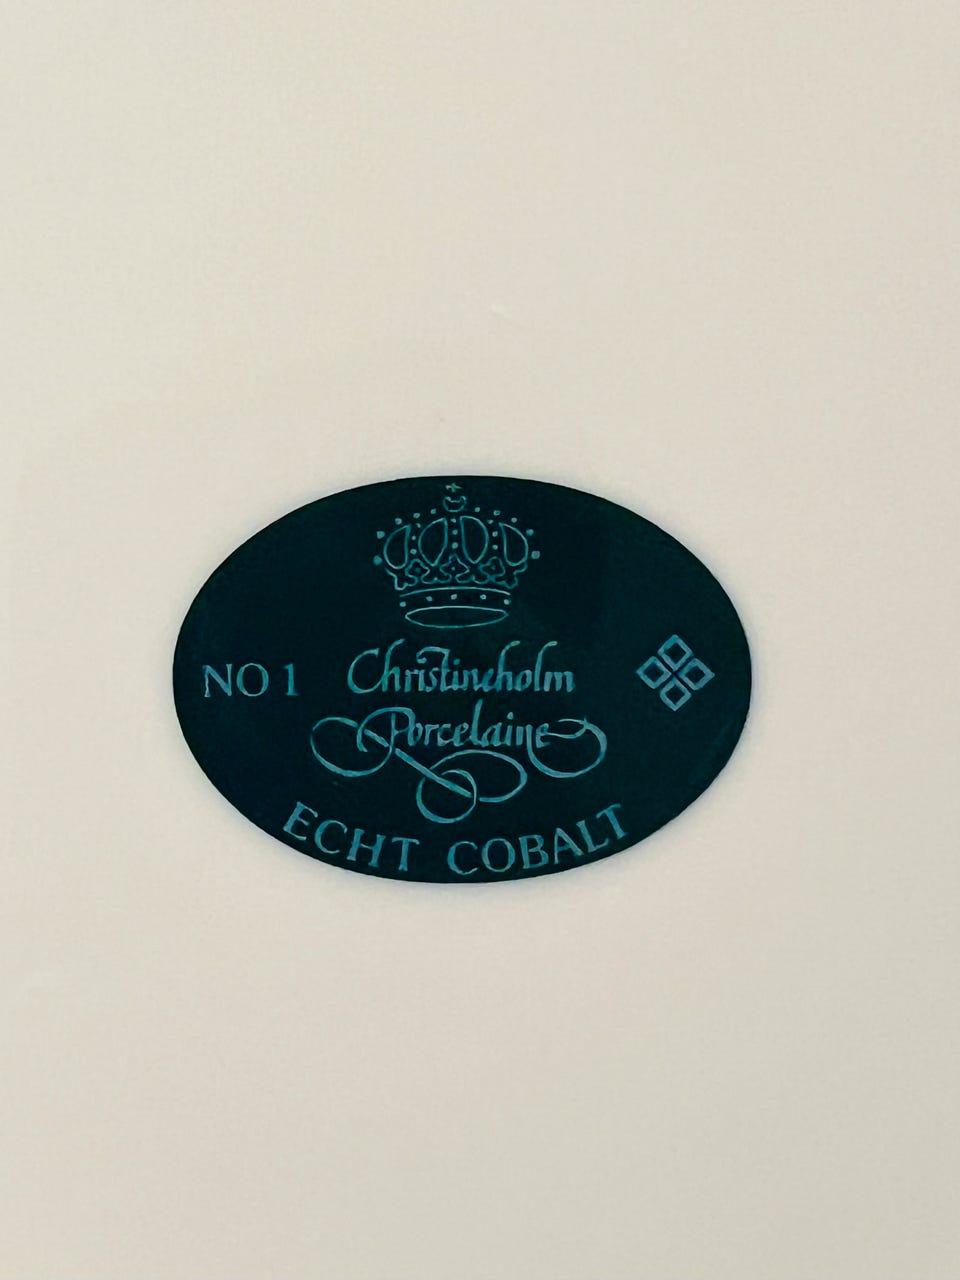 NO 1
Christineholm
Porcelaine
ECHT COBALT